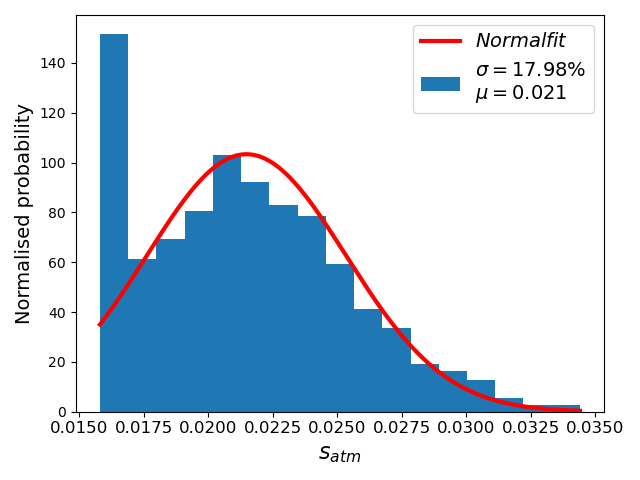 Normalfit
σ = 17.98%
μ = 0.021
Normalised probability
140
120
100
80
60
40
20
0
0.0150 0.0175 0.0200 0.0225 0.0250 0.0275 0.0300 0.0325 0.0350
s_atm